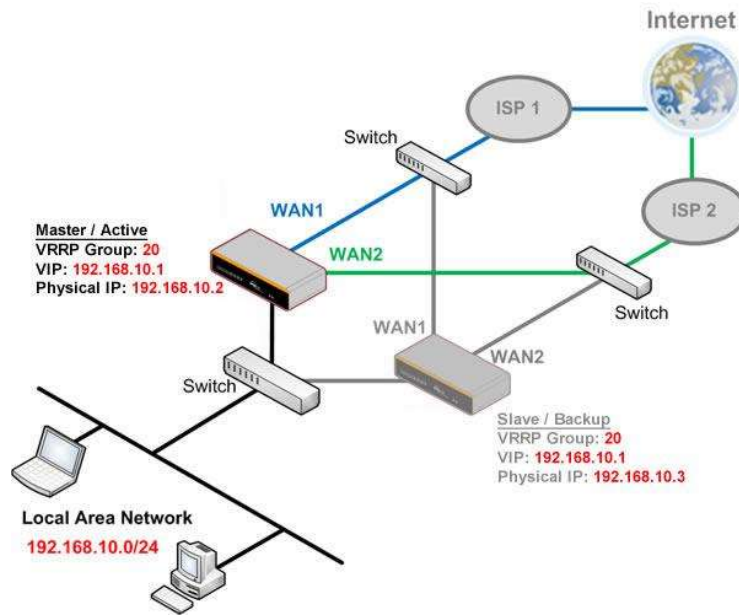 Internet
ISP 1
Switch
WAN1
ISP 2
Master / Active
VRRP Group: 20
VIP: 192.168.10.1
Physical IP: 192.168.10.2
WAN2
Switch
WAN1
WAN2
Switch
Slave / Backup
VRRP Group: 20
VIP: 192.168.10.1
Physical IP: 192.168.10.3
Local Area Network
192.168.10.0/24